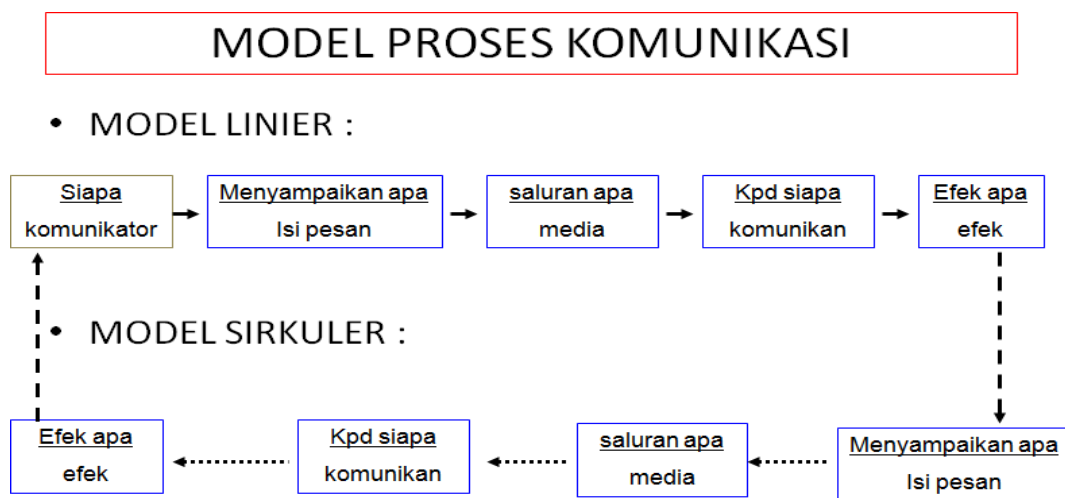 MODEL PROSES KOMUNIKASI
• MODEL LINIER :
Siapa
komunikator
Menyampaikan apa
Isi pesan
saluran apa
media
Kpd siapa
komunikan
Efek apa
efek
• MODEL SIRKULER :
Efek apa
efek
Kpd siapa
komunikan
saluran apa
media
Menyampaikan apa
Isi pesan